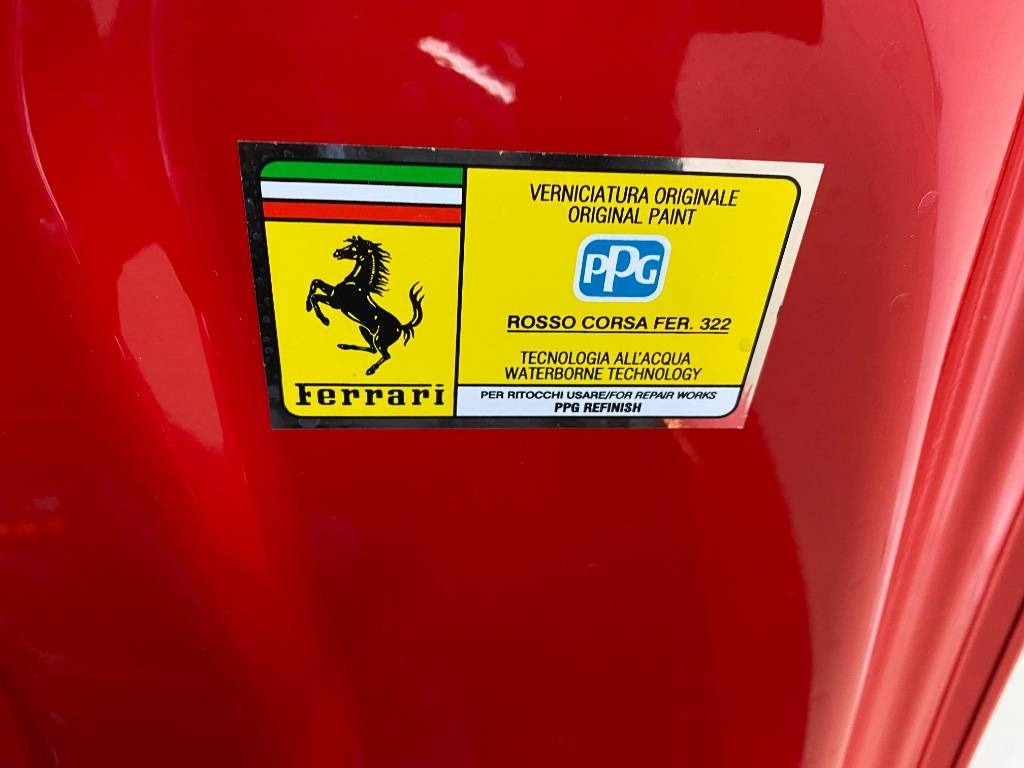 Ferrari
VERNICIATURA ORIGINALE
ORIGINAL PAINT
PPG
ROSSO CORSA FER. 322
TECNOLOGIA ALL'ACQUA
WATERBORNE TECHNOLOGY
PER RITOCCHI USARE/FOR REPAIR WORKS
PPG REFINISH